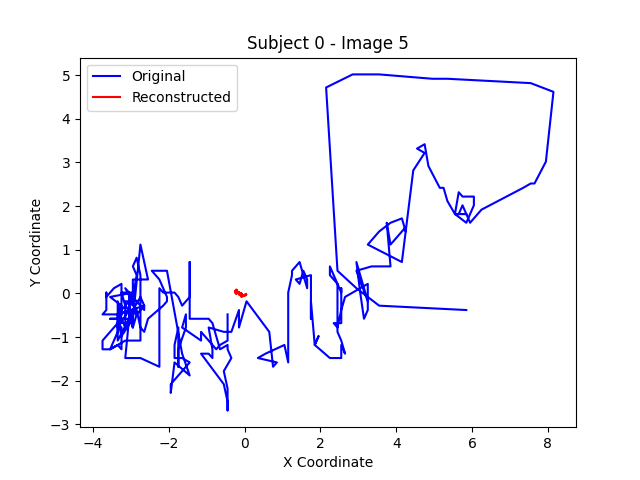 Subject 0 - Image 5
Original
Reconstructed
5
4
3
2
1
0
−1
−2
−3
Y Coordinate
−4 −2 0 2 4 6 8
X Coordinate